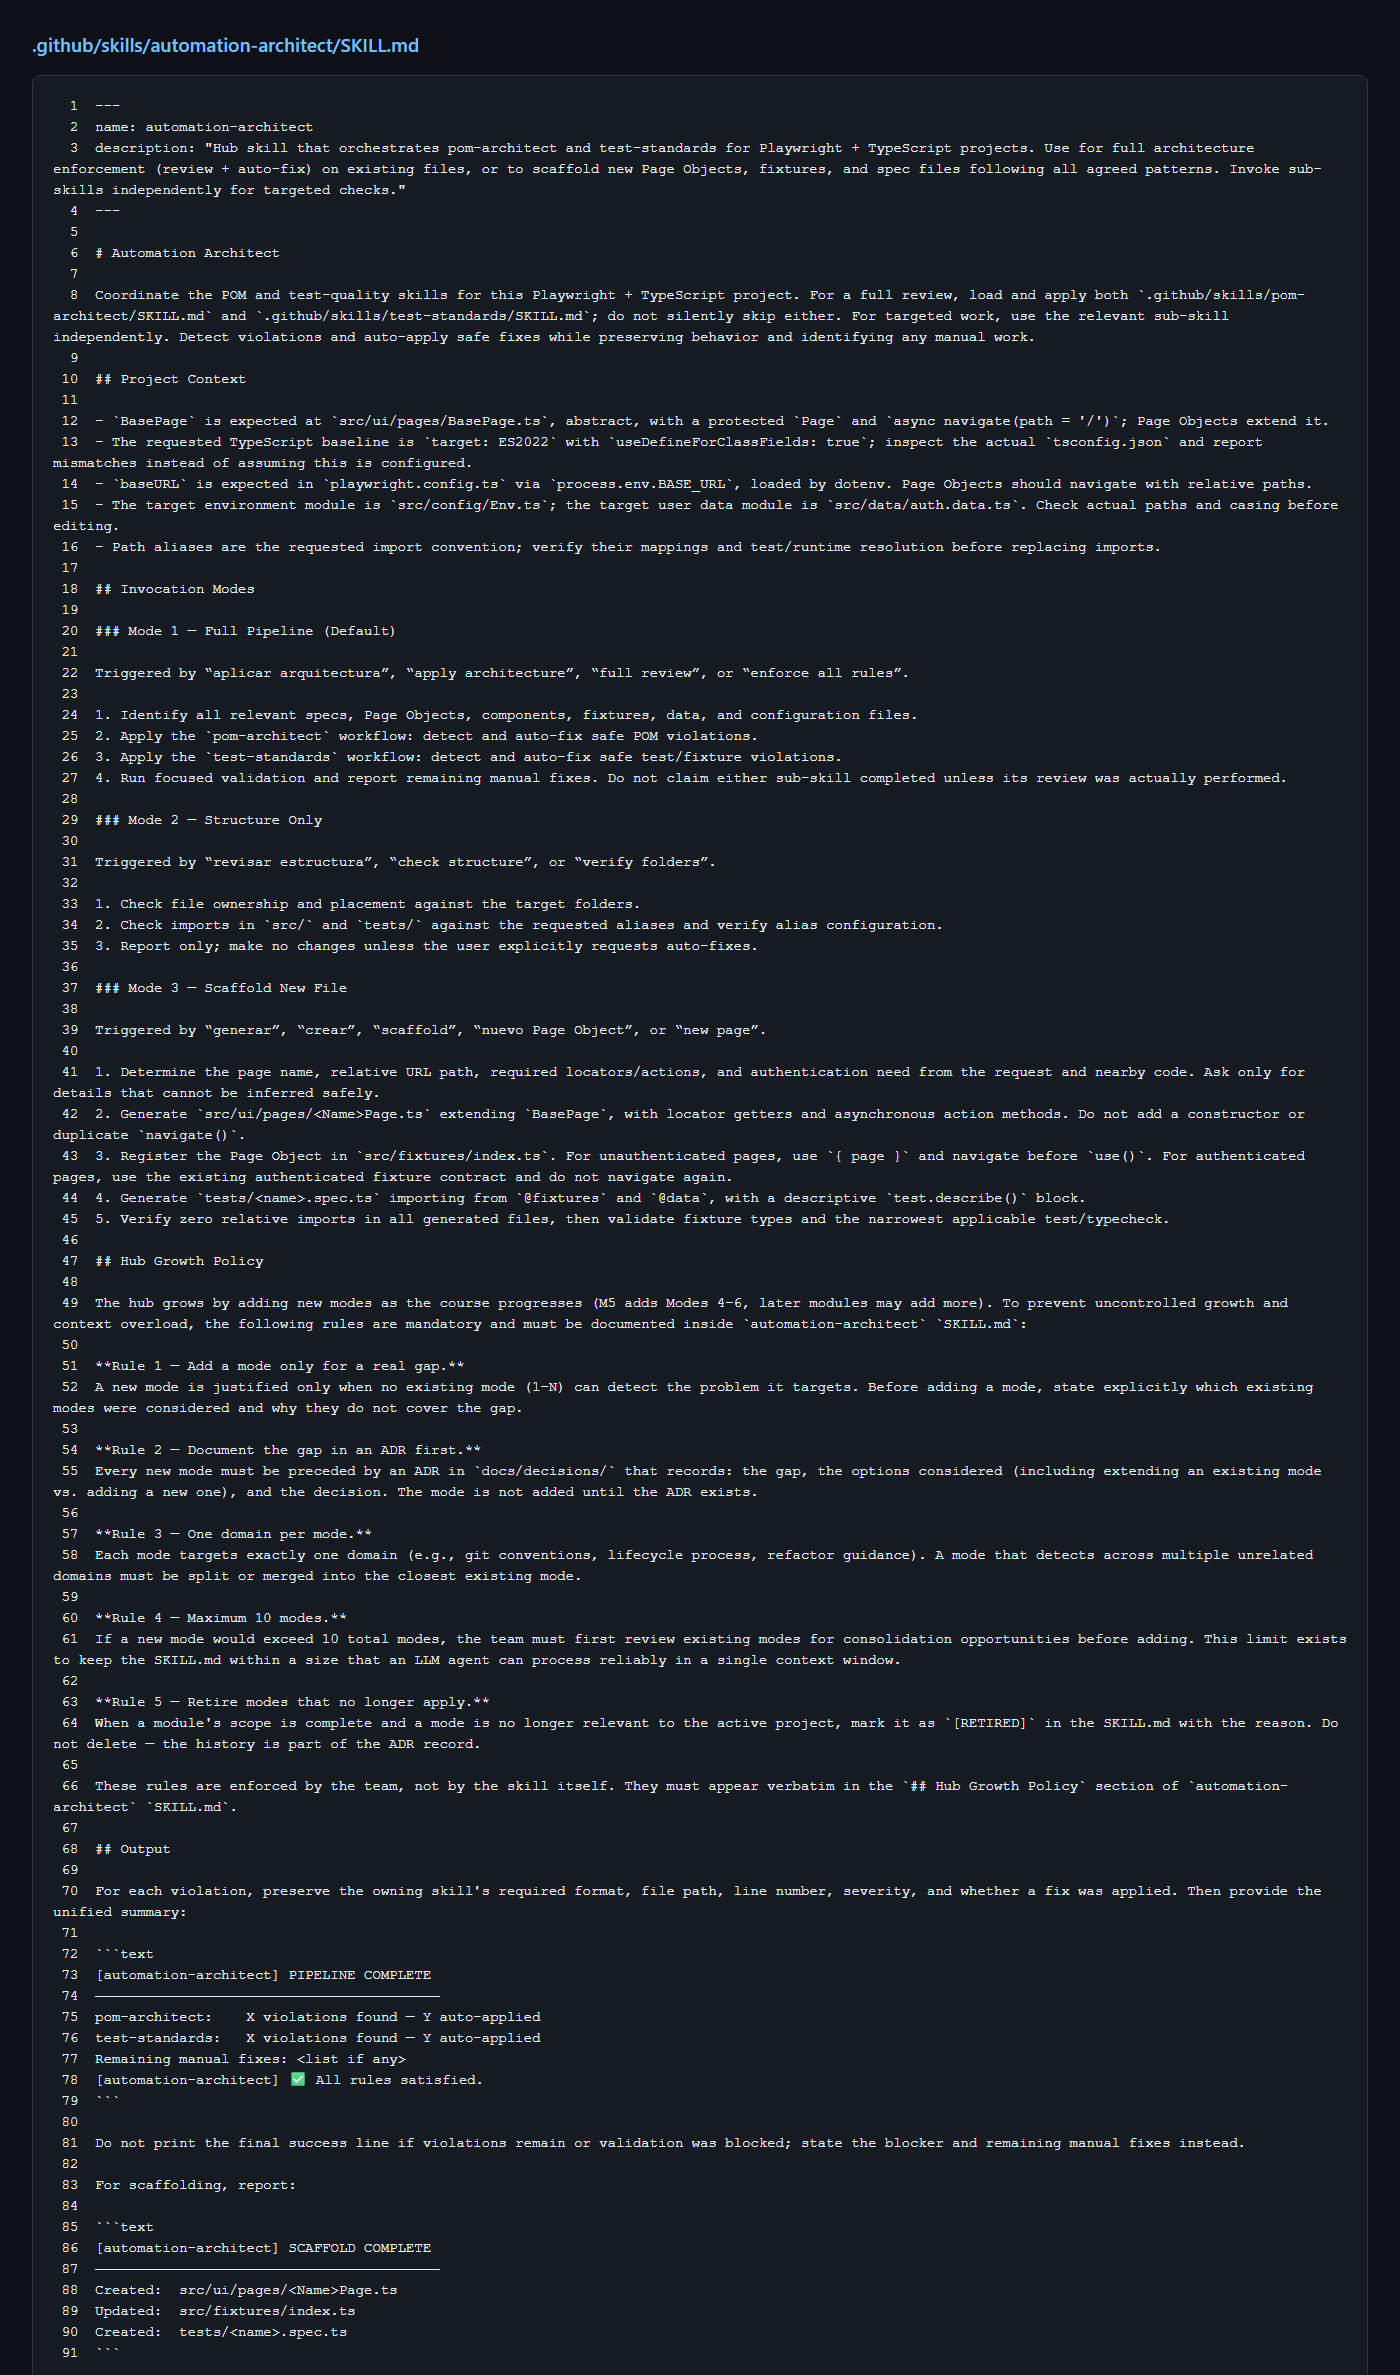 .github/skills/automation-architect/SKILL.md
1 ---
2 name: automation-architect
3 description: "Hub skill that orchestrates pom-architect and test-standards for Playwright + TypeScript projects. Use for full architecture
enforcement (review + auto-fix) on existing files, or to scaffold new Page Objects, fixtures, and spec files following all agreed patterns. Invoke sub-
skills independently for targeted checks."
4 ---
5
6 # Automation Architect
7
8 Coordinate the POM and test-quality skills for this Playwright + TypeScript project. For a full review, load and apply both `.github/skills/pom-
architect/SKILL.md` and `.github/skills/test-standards/SKILL.md`; do not silently skip either. For targeted work, use the relevant sub-skill
independently. Detect violations and auto-apply safe fixes while preserving behavior and identifying any manual work.
9
10 ## Project Context
11
12 - `BasePage` is expected at `src/ui/pages/BasePage.ts`, abstract, with a protected `Page` and `async navigate(path = '/')`; Page Objects extend it.
13 - The requested TypeScript baseline is `target: ES2022` with `useDefineForClassFields: true`; inspect the actual `tsconfig.json` and report
mismatches instead of assuming this is configured.
14 - `baseURL` is expected in `playwright.config.ts` via `process.env.BASE_URL`, loaded by dotenv. Page Objects should navigate with relative paths.
15 - The target environment module is `src/config/Env.ts`; the target user data module is `src/data/auth.data.ts`. Check actual paths and casing before
editing.
16 - Path aliases are the requested import convention; verify their mappings and test/runtime resolution before replacing imports.
17
18 ## Invocation Modes
19
20 ### Mode 1 — Full Pipeline (Default)
21
22 Triggered by “aplicar arquitectura”, “apply architecture”, “full review”, or “enforce all rules”.
23
24 1. Identify all relevant specs, Page Objects, components, fixtures, data, and configuration files.
25 2. Apply the `pom-architect` workflow: detect and auto-fix safe POM violations.
26 3. Apply the `test-standards` workflow: detect and auto-fix safe test/fixture violations.
27 4. Run focused validation and report remaining manual fixes. Do not claim either sub-skill completed unless its review was actually performed.
28
29 ### Mode 2 — Structure Only
30
31 Triggered by “revisar estructura”, “check structure”, or “verify folders”.
32
33 1. Check file ownership and placement against the target folders.
34 2. Check imports in `src/` and `tests/` against the requested aliases and verify alias configuration.
35 3. Report only; make no changes unless the user explicitly requests auto-fixes.
36
37 ### Mode 3 — Scaffold New File
38
39 Triggered by “generar”, “crear”, “scaffold”, “nuevo Page Object”, or “new page”.
40
41 1. Determine the page name, relative URL path, required locators/actions, and authentication need from the request and nearby code. Ask only for
details that cannot be inferred safely.
42 2. Generate `src/ui/pages/<Name>Page.ts` extending `BasePage`, with locator getters and asynchronous action methods. Do not add a constructor or
duplicate `navigate()`.
43 3. Register the Page Object in `src/fixtures/index.ts`. For unauthenticated pages, use `{ page }` and navigate before `use()`. For authenticated
pages, use the existing authenticated fixture contract and do not navigate again.
44 4. Generate `tests/<name>.spec.ts` importing from `@fixtures` and `@data`, with a descriptive `test.describe()` block.
45 5. Verify zero relative imports in all generated files, then validate fixture types and the narrowest applicable test/typecheck.
46
47 ## Hub Growth Policy
48
49 The hub grows by adding new modes as the course progresses (M5 adds Modes 4–6, later modules may add more). To prevent uncontrolled growth and
context overload, the following rules are mandatory and must be documented inside `automation-architect` `SKILL.md`:
50
51 **Rule 1 — Add a mode only for a real gap.**
52 A new mode is justified only when no existing mode (1–N) can detect the problem it targets. Before adding a mode, state explicitly which existing
modes were considered and why they do not cover the gap.
53
54 **Rule 2 — Document the gap in an ADR first.**
55 Every new mode must be preceded by an ADR in `docs/decisions/` that records: the gap, the options considered (including extending an existing mode
vs. adding a new one), and the decision. The mode is not added until the ADR exists.
56
57 **Rule 3 — One domain per mode.**
58 Each mode targets exactly one domain (e.g., git conventions, lifecycle process, refactor guidance). A mode that detects across multiple unrelated
domains must be split or merged into the closest existing mode.
59
60 **Rule 4 — Maximum 10 modes.**
61 If a new mode would exceed 10 total modes, the team must first review existing modes for consolidation opportunities before adding. This limit exists
to keep the SKILL.md within a size that an LLM agent can process reliably in a single context window.
62
63 **Rule 5 — Retire modes that no longer apply.**
64 When a module's scope is complete and a mode is no longer relevant to the active project, mark it as `[RETIRED]` in the SKILL.md with the reason. Do
not delete — the history is part of the ADR record.
65
66 These rules are enforced by the team, not by the skill itself. They must appear verbatim in the `## Hub Growth Policy` section of `automation-
architect` `SKILL.md`.
67
68 ## Output
69
70 For each violation, preserve the owning skill's required format, file path, line number, severity, and whether a fix was applied. Then provide the
unified summary:
71
72 ```text
73 [automation-architect] PIPELINE COMPLETE
74 ─────────────────────────────────────────
75 pom-architect:    X violations found — Y auto-applied
76 test-standards:   X violations found — Y auto-applied
77 Remaining manual fixes: <list if any>
78 [automation-architect] ✅ All rules satisfied.
79 ```
80
81 Do not print the final success line if violations remain or validation was blocked; state the blocker and remaining manual fixes instead.
82
83 For scaffolding, report:
84
85 ```text
86 [automation-architect] SCAFFOLD COMPLETE
87 ─────────────────────────────────────────
88 Created:  src/ui/pages/<Name>Page.ts
89 Updated:  src/fixtures/index.ts
90 Created:  tests/<name>.spec.ts
91 ```